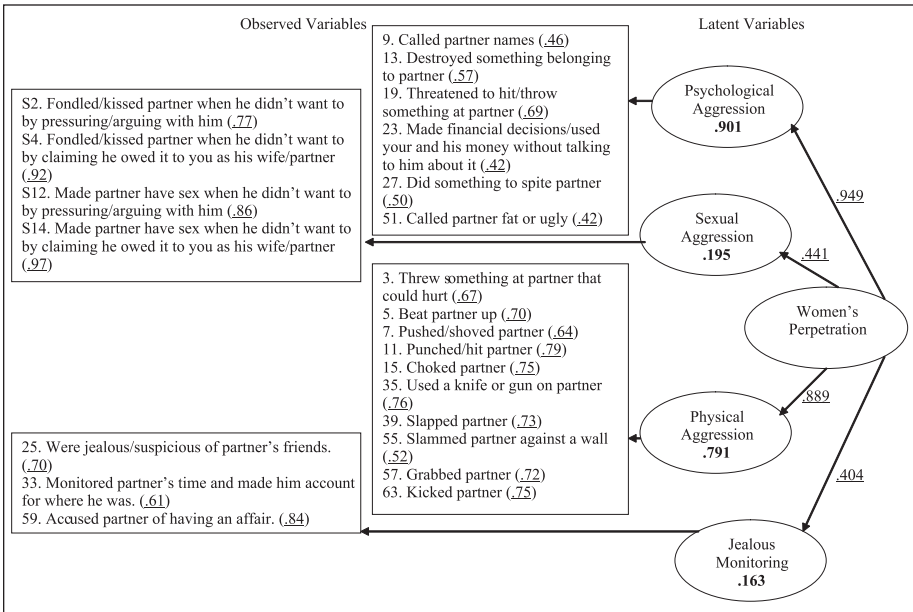 Observed Variables
Latent Variables
9. Called partner names (.46)
13. Destroyed something belonging
to partner (.57)
19. Threatened to hit/throw
something at partner (.69)
23. Made financial decisions/used
your and his money without talking
to him about it (.42)
27. Did something to spite partner
(.50)
51. Called partner fat or ugly (.42)
S2. Fondled/kissed partner when he didn't want to
by pressuring/arguing with him (.77)
S4. Fondled/kissed partner when he didn't want to
by claiming he owed it to you as his wife/partner
(.92)
S12. Made partner have sex when he didn't want to
by pressuring/arguing with him (.86)
S14. Made partner have sex when he didn't want to
by claiming he owed it to you as his wife/partner
(.97)
3. Threw something at partner that
could hurt (.67)
5. Beat partner up (.70)
7. Pushed/shoved partner (.64)
11. Punched/hit partner (.79)
15. Choked partner (.75)
35. Used a knife or gun on partner
(.76)
39. Slapped partner (.73)
55. Slammed partner against a wall
(.52)
57. Grabbed partner (.72)
63. Kicked partner (.75)
25. Were jealous/suspicious of partner's friends.
(.70)
33. Monitored partner's time and made him account
for where he was. (.61)
59. Accused partner of having an affair. (.84)
Psychological
Aggression
.901
.949
Sexual
Aggression
.195
.441
Women's
Perpetration
.889
Physical
Aggression
.791
.404
Jealous
Monitoring
.163